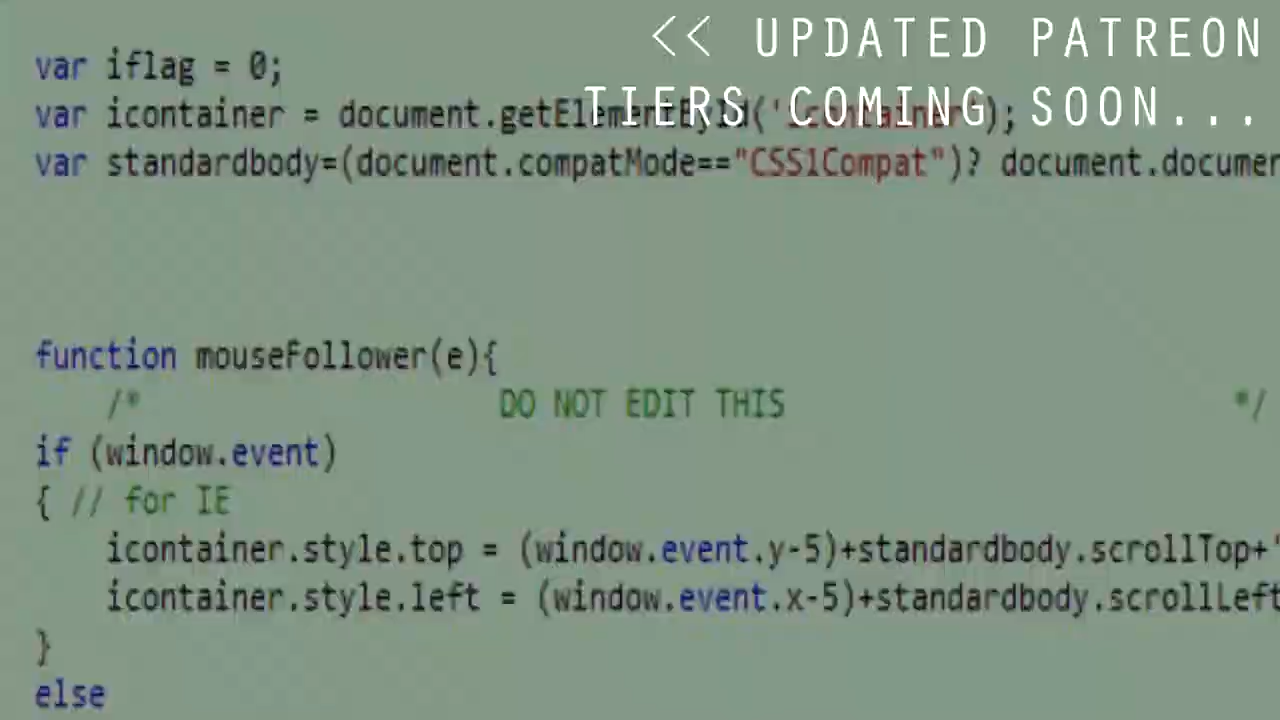 << UPDATED PATREON
TIERS COMING SOON...
var iflag = 0;
var icontainer = document.getElementById('icontainer');
var standardbody=(document.compatMode=="CSS1Compat")? document.documen
function mouseFollower(e){
/* DO NOT EDIT THIS */
if (window.event)
{ // for IE
icontainer.style.top = (window.event.y-5)+standardbody.scrollTop+'
icontainer.style.left = (window.event.x-5)+standardbody.scrollLeft
}
else